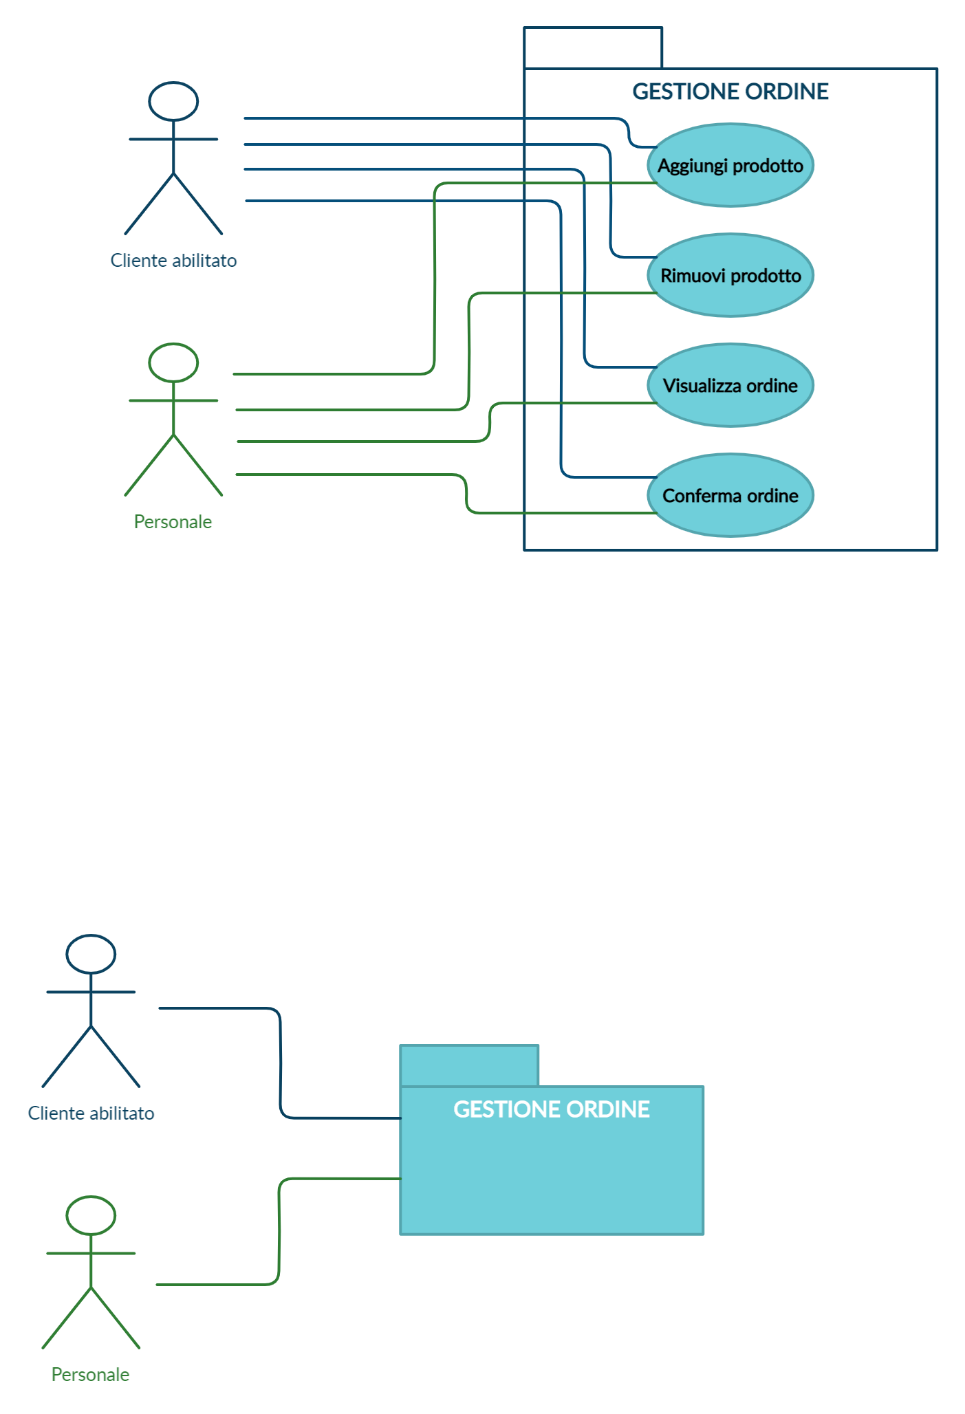 GESTIONE ORDINE
Aggiungi prodotto
Cliente abilitato
Rimuovi prodotto
Visualizza ordine
Conferma ordine
Personale
Cliente abilitato
GESTIONE ORDINE
Personale